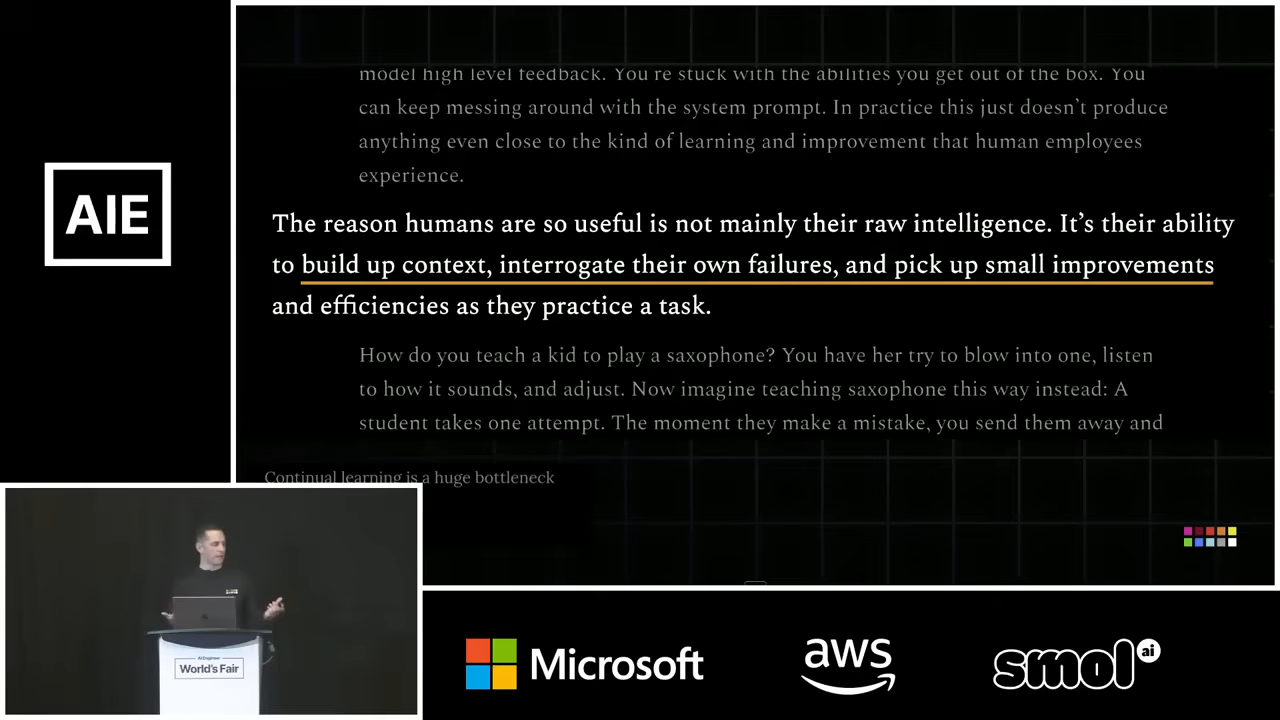 AIE
model high level feedback. You're stuck with the abilities you get out of the box. You
can keep messing around with the system prompt. In practice this just doesn't produce
anything even close to the kind of learning and improvement that human employees
experience.
The reason humans are so useful is not mainly their raw intelligence. It's their ability
to build up context, interrogate their own failures, and pick up small improvements
and efficiencies as they practice a task.
How do you teach a kid to play a saxophone? You have her try to blow into one, listen
to how it sounds, and adjust. Now imagine teaching saxophone this way instead: A
student takes one attempt. The moment they make a mistake, you send them away and
Continual learning is a huge bottleneck
AI Engineer
World's Fair
Microsoft
aws
smol ai